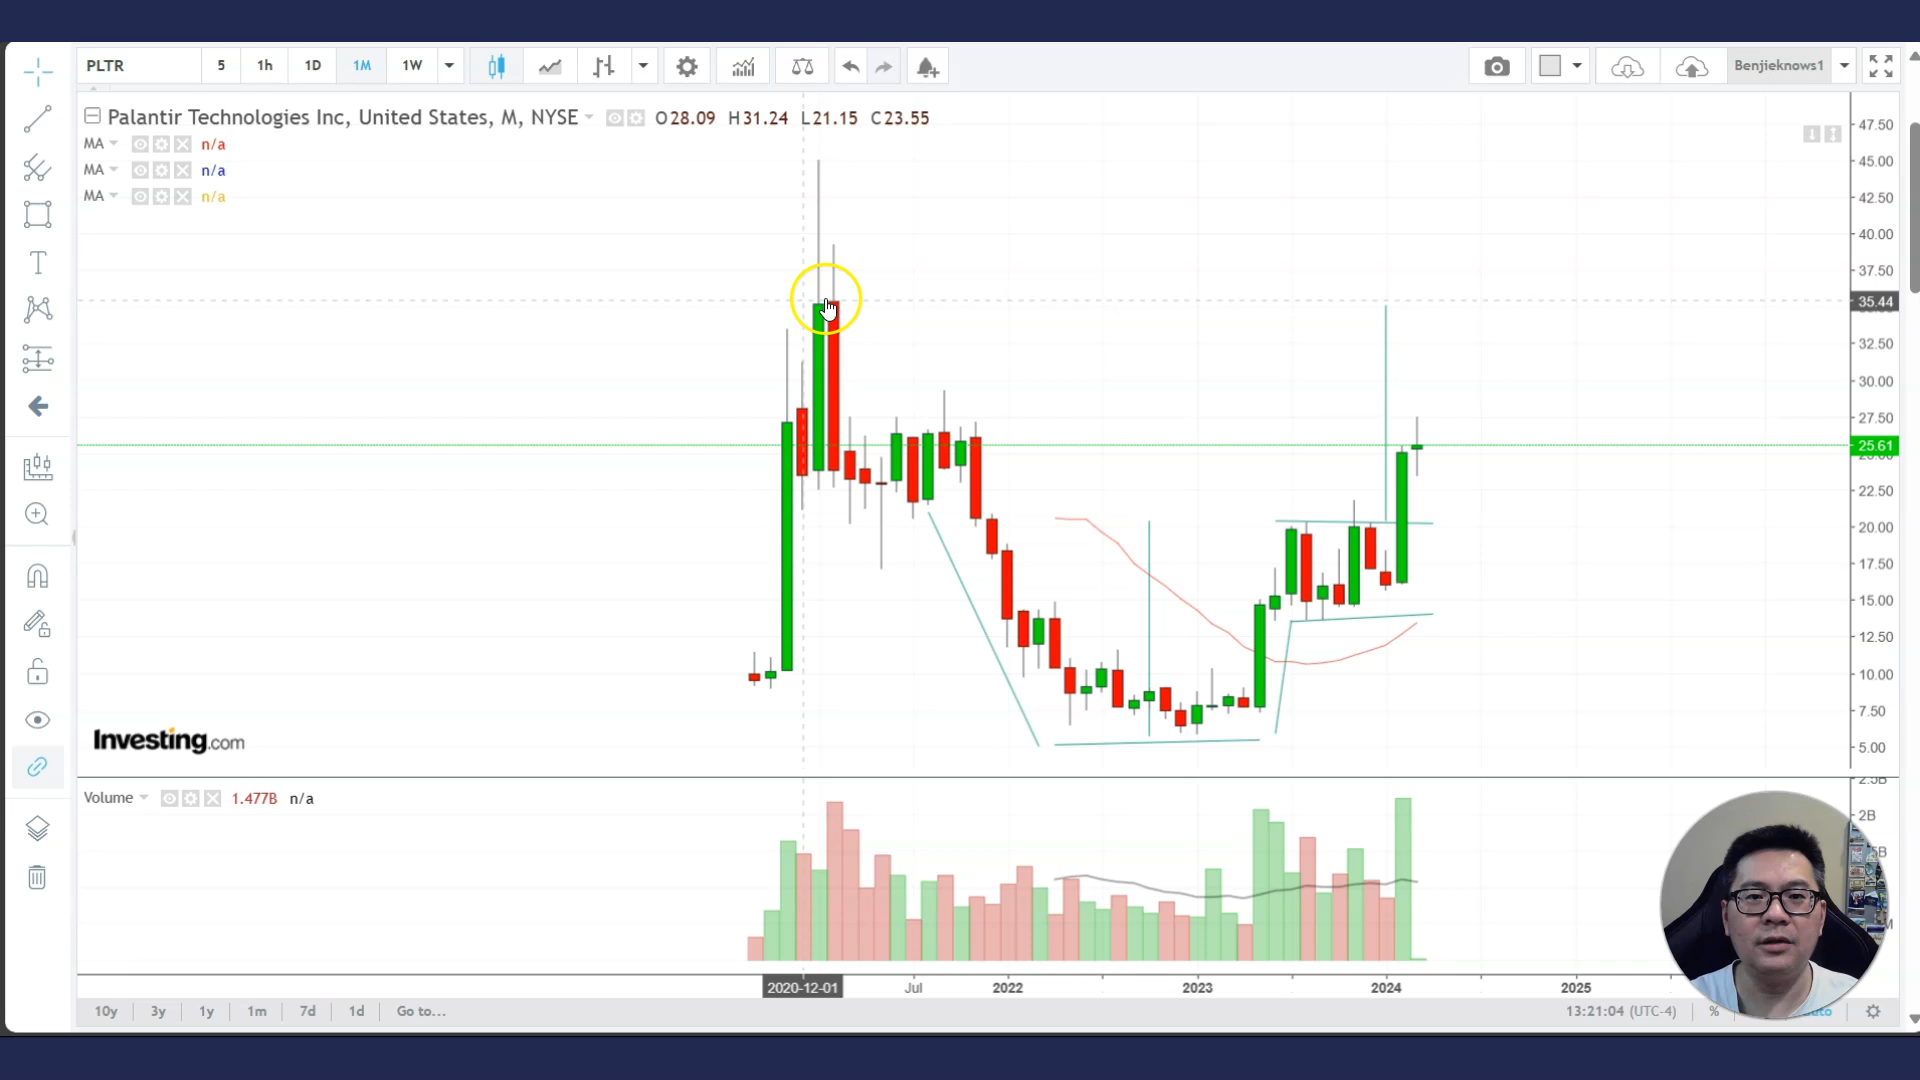 PLTR 5 1h 1D 1M 1W Benjieknows1
Palantir Technologies Inc, United States, M, NYSE O28.09 H31.24 L21.15 C23.55
MA n/a
MA n/a
MA n/a
47.50
45.00
42.50
40.00
37.50
35.44
32.50
30.00
27.50
25.61
22.50
20.00
17.50
15.00
12.50
10.00
7.50
5.00
Investing.com
Volume 1.477B n/a
2.5B
2B
2020-12-01 Jul 2022 2023 2024 2025
10y 3y 1y 1m 7d 1d Go to... 13:21:04 (UTC-4) %